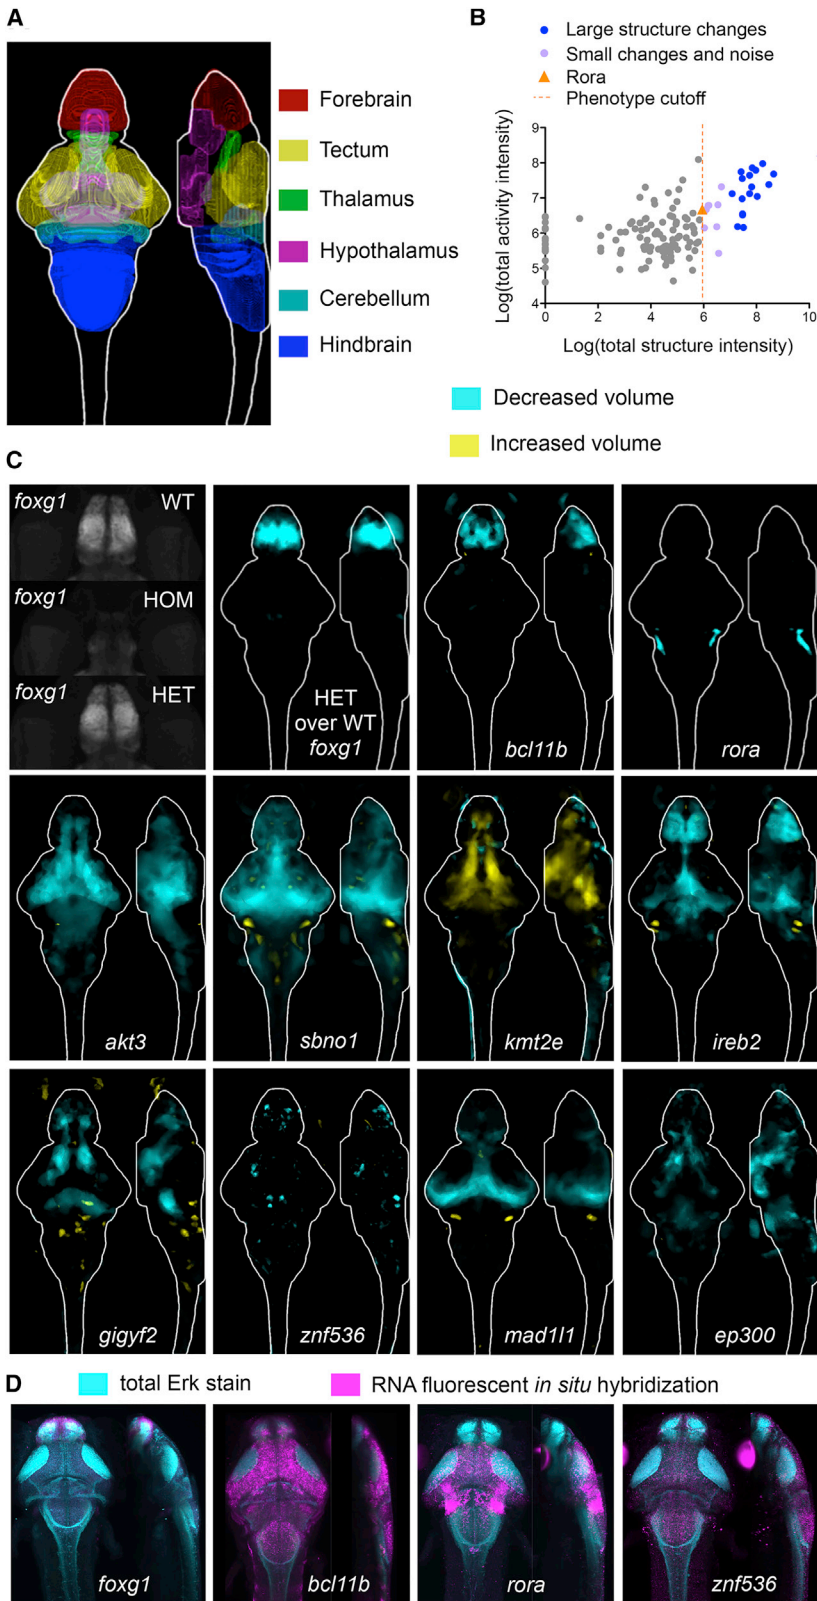 A
Forebrain
Tectum
Thalamus
Hypothalamus
Cerebellum
Hindbrain
B
Large structure changes
Small changes and noise
Rora
Phenotype cutoff
Log(total activity intensity)
9
8
7
6
5
4
0 2 4 6 8 10
Log(total structure intensity)
Decreased volume
Increased volume
C
foxg1 WT
foxg1 HOM
foxg1 HET
HET
over WT
foxg1
bcl11b
rora
akt3
sbno1
kmt2e
ireb2
gigyf2
znf536
mad1l1
ep300
D
total Erk stain
RNA fluorescent in situ hybridization
foxg1
bcl11b
rora
znf536